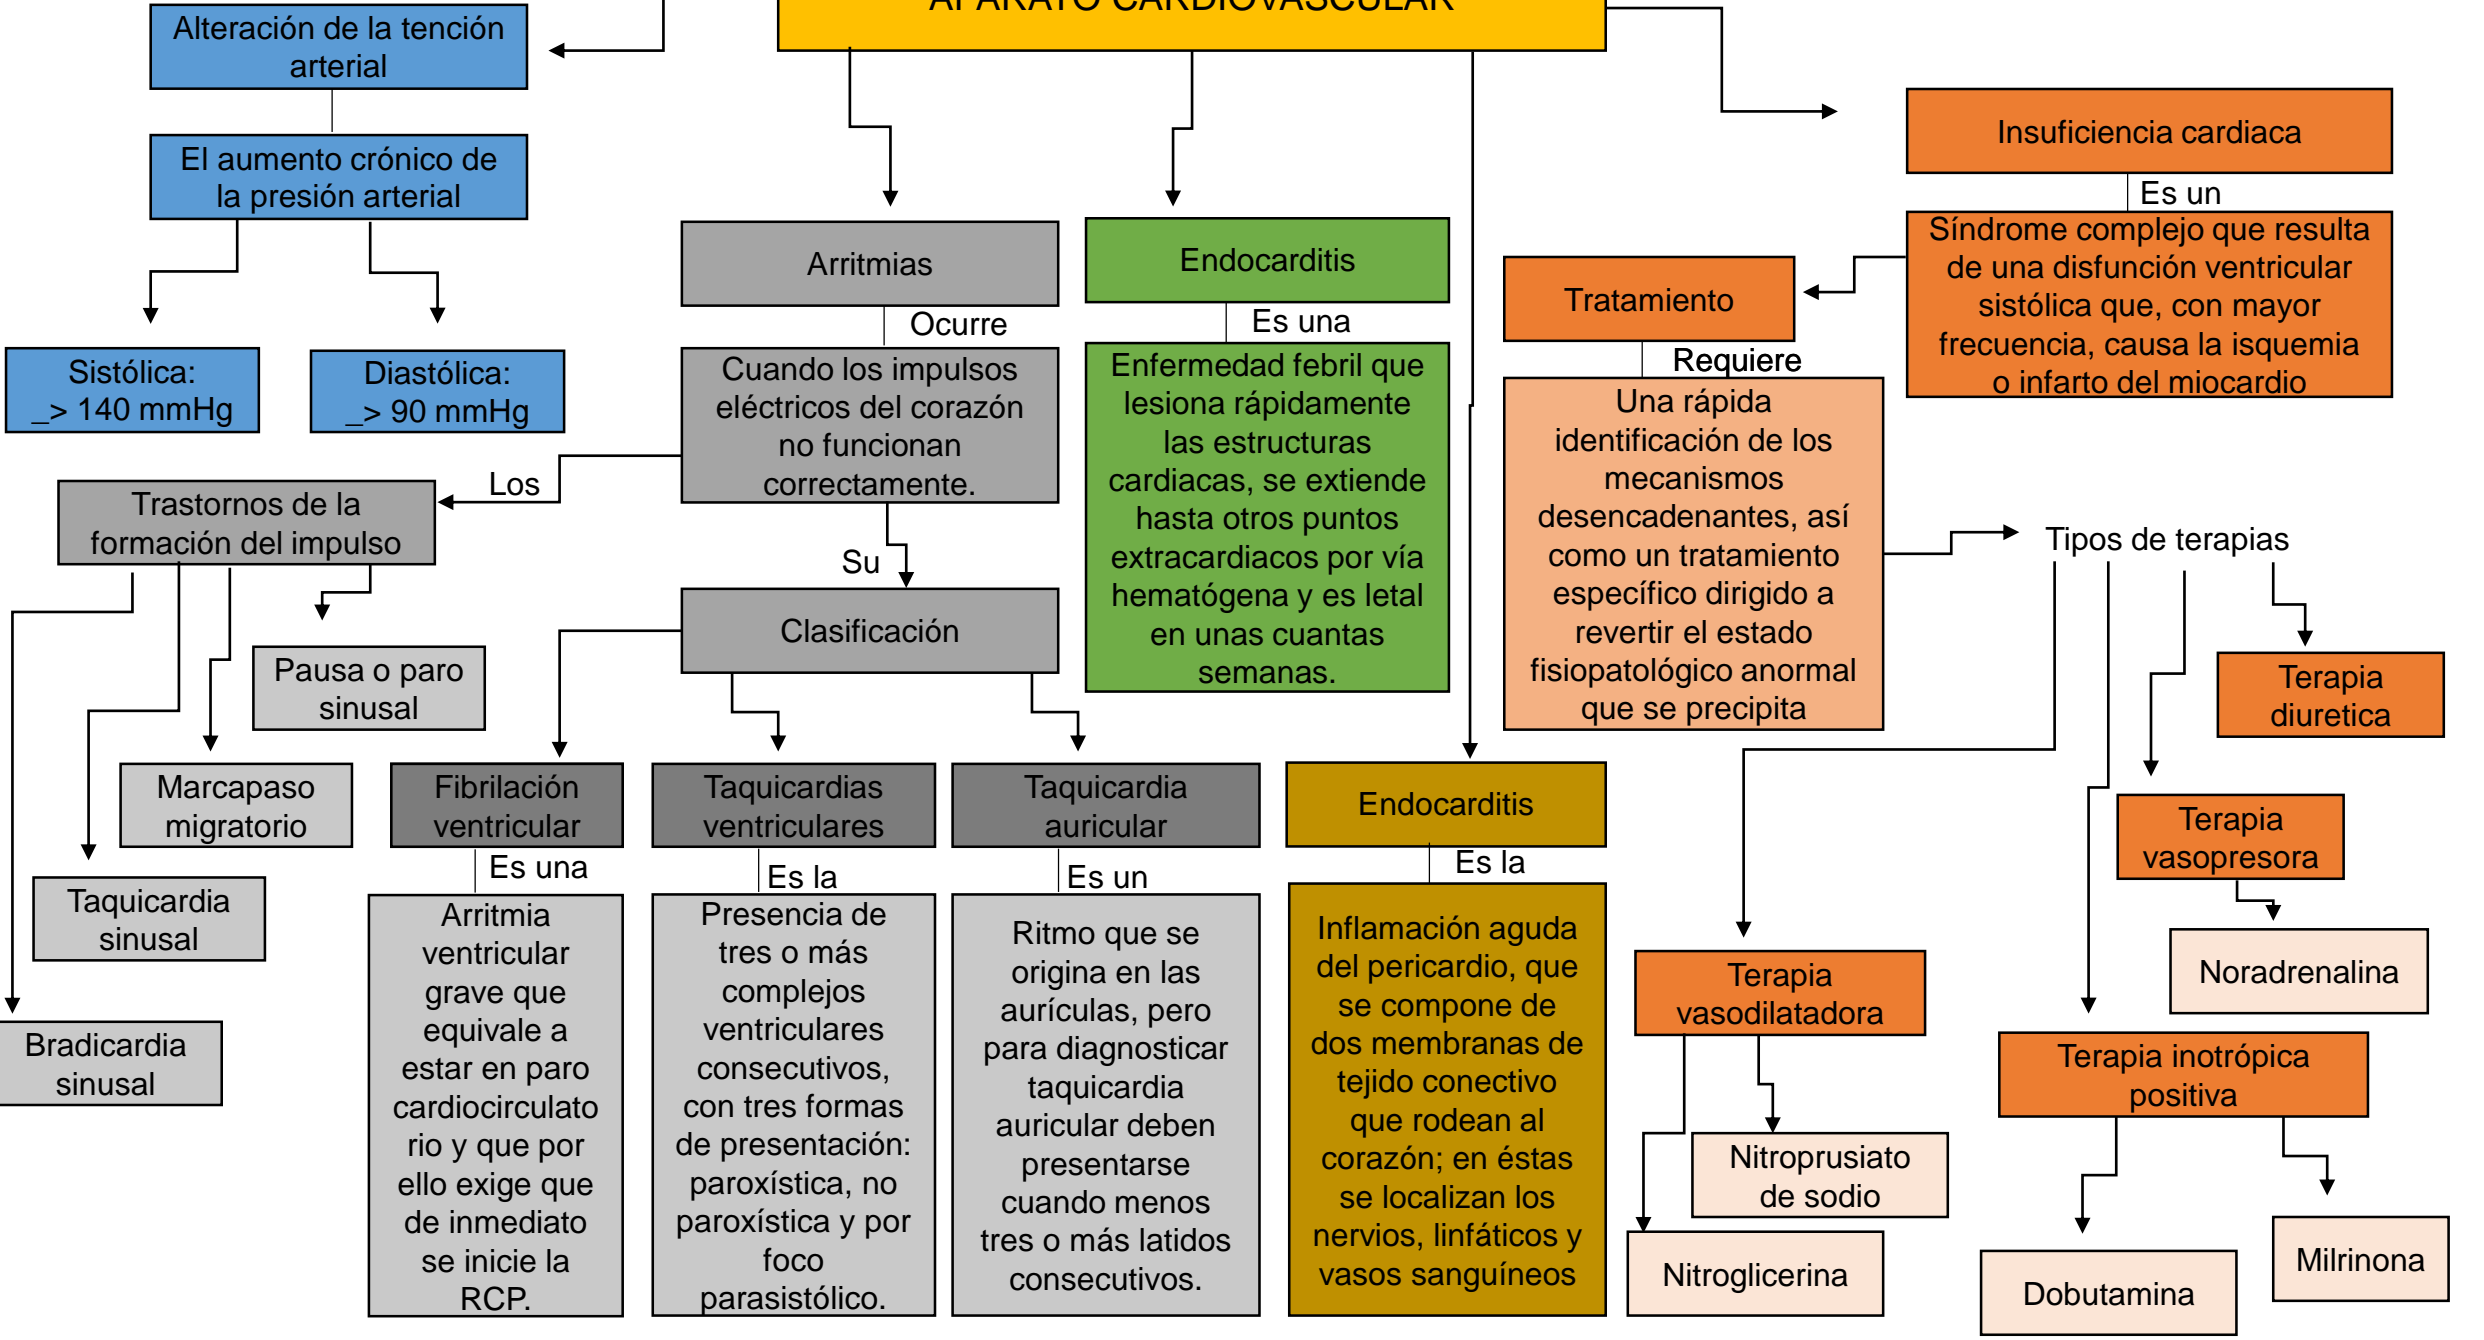 APARATO CARDIOVASCULAR
Alteración de la tención
arterial
El aumento crónico de
la presión arterial
Sistólica:
_> 140 mmHg
Diastólica:
_> 90 mmHg
Arritmias
Ocurre
Cuando los impulsos
eléctricos del corazón
no funcionan
correctamente.
Los
Trastornos de la
formación del impulso
Pausa o paro
sinusal
Marcapaso
migratorio
Taquicardia
sinusal
Bradicardia
sinusal
Su
Clasificación
Fibrilación
ventricular
Es una
Arritmia
ventricular
grave que
equivale a
estar en paro
cardiocirculato
rio y que por
ello exige que
de inmediato
se inicie la
RCP.
Taquicardias
ventriculares
Es la
Presencia de
tres o más
complejos
ventriculares
consecutivos,
con tres formas
de presentación:
paroxística, no
paroxística y por
foco
parasistólico.
Taquicardia
auricular
Es un
Ritmo que se
origina en las
aurículas, pero
para diagnosticar
taquicardia
auricular deben
presentarse
cuando menos
tres o más latidos
consecutivos.
Endocarditis
Es una
Enfermedad febril que
lesiona rápidamente
las estructuras
cardiacas, se extiende
hasta otros puntos
extracardiacos por vía
hematógena y es letal
en unas cuantas
semanas.
Endocarditis
Es la
Inflamación aguda
del pericardio, que
se compone de
dos membranas de
tejido conectivo
que rodean al
corazón; en éstas
se localizan los
nervios, linfáticos y
vasos sanguíneos
Insuficiencia cardiaca
Es un
Síndrome complejo que resulta
de una disfunción ventricular
sistólica que, con mayor
frecuencia, causa la isquemia
o infarto del miocardio
Tratamiento
Requiere
Una rápida
identificación de los
mecanismos
desencadenantes, así
como un tratamiento
específico dirigido a
revertir el estado
fisiopatológico anormal
que se precipita
Tipos de terapias
Terapia
diuretica
Terapia
vasopresora
Noradrenalina
Terapia
vasodilatadora
Nitroprusiato
de sodio
Nitroglicerina
Terapia inotrópica
positiva
Dobutamina
Milrinona